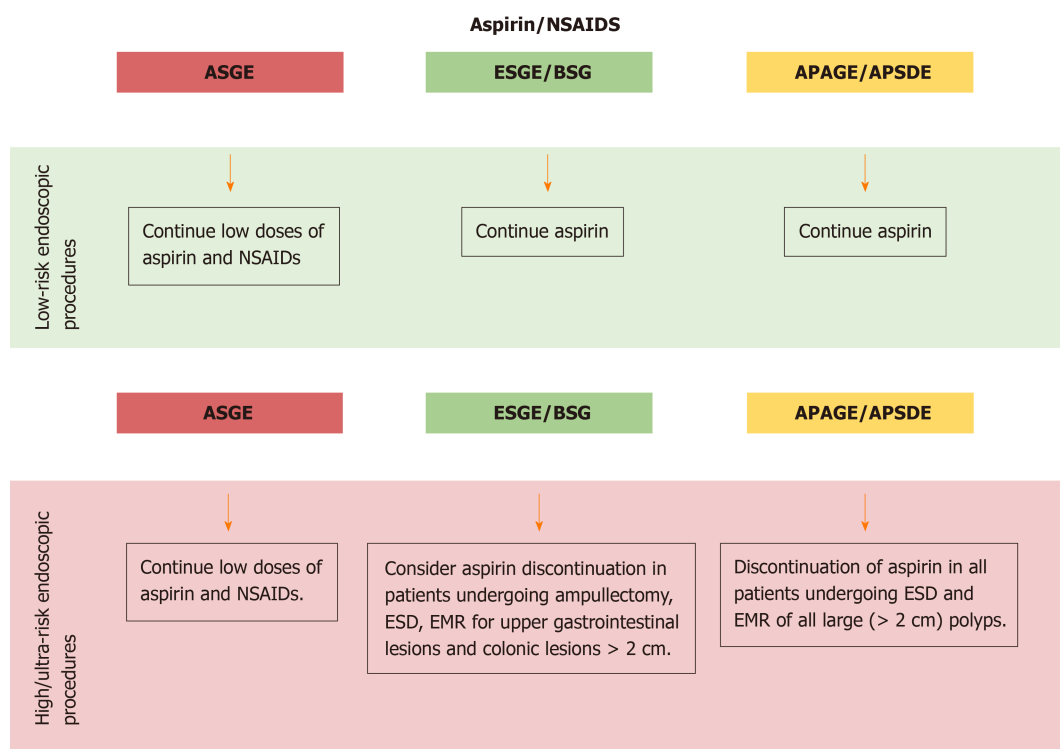 Aspirin/NSAIDS
ASGE
ESGE/BSG
APAGE/APSDE
Low-risk endoscopic
procedures
Continue low doses of
aspirin and NSAIDs
Continue aspirin
Continue aspirin
ASGE
ESGE/BSG
APAGE/APSDE
High/ultra-risk endoscopic
procedures
Continue low doses of
aspirin and NSAIDs.
Consider aspirin discontinuation in
patients undergoing ampullectomy,
ESD, EMR for upper gastrointestinal
lesions and colonic lesions > 2 cm.
Discontinuation of aspirin in all
patients undergoing ESD and
EMR of all large (> 2 cm) polyps.